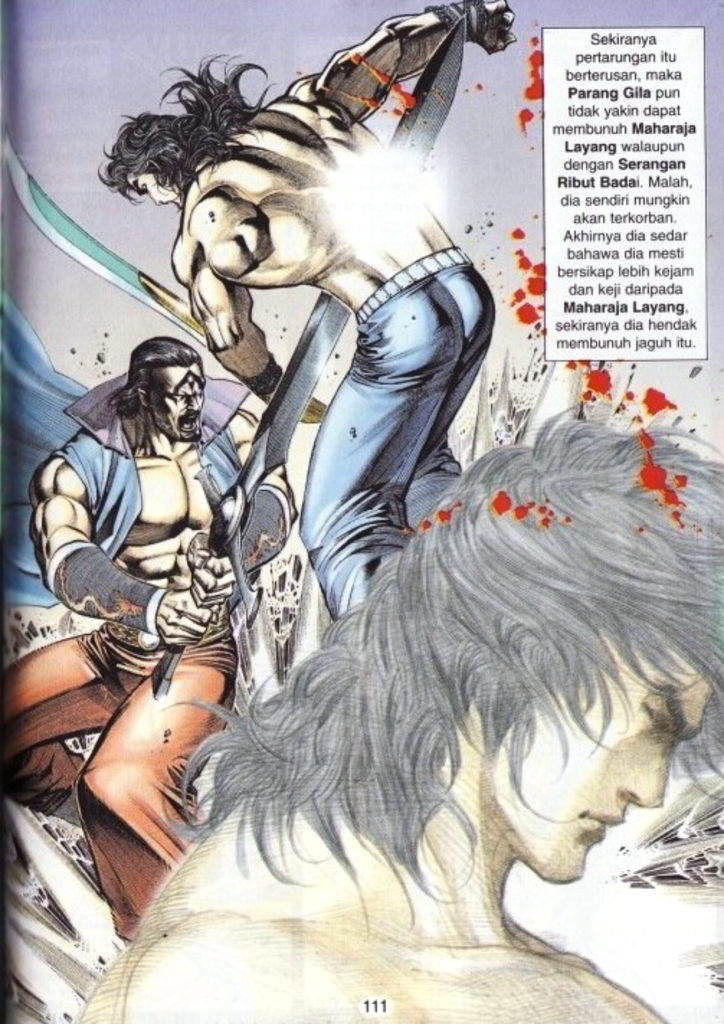 Sekiranya
pertarungan itu
berterusan, maka
Parang Gila pun
tidak yakin dapat
membunuh Maharaja
Layang walaupun
dengan Serangan
Ribut Badai. Malah,
dia sendiri mungkin
akan terkorban.
Akhirnya dia sedar
bahawa dia mesti
bersikap lebih kejam
dan keji daripada
Maharaja Layang,
sekiranya dia hendak
membunuh jaguh itu.
111